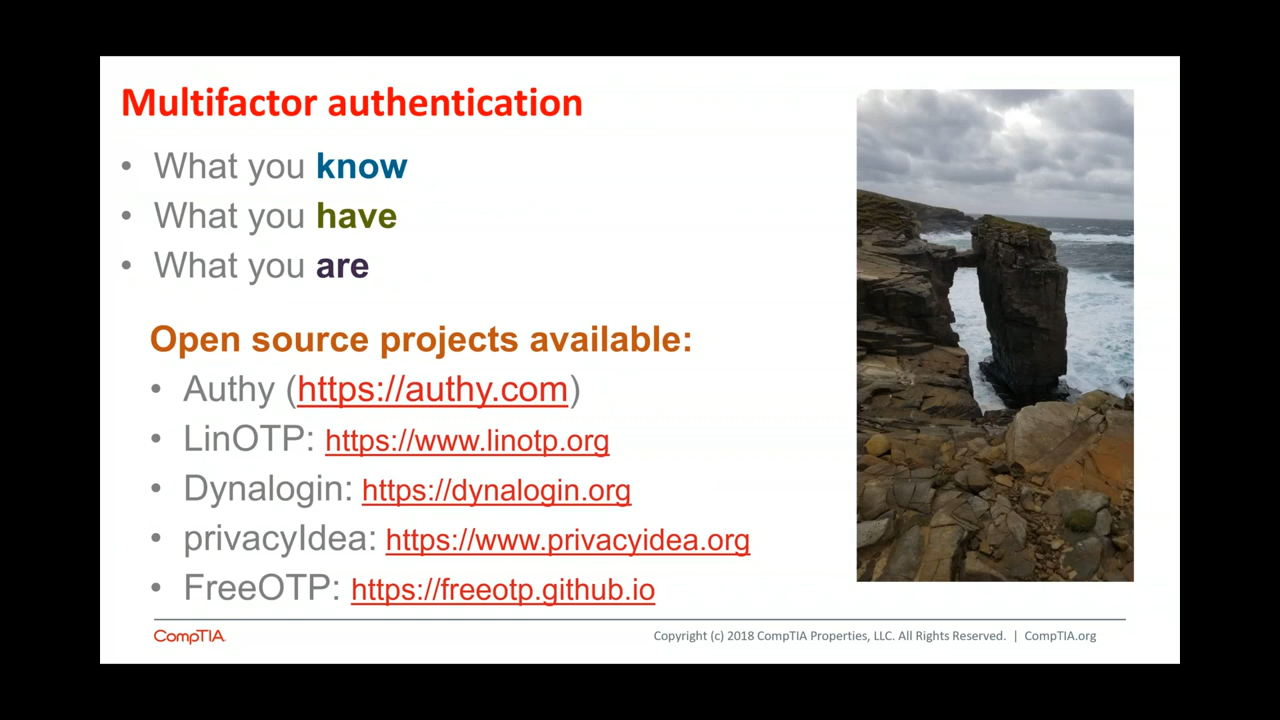 Multifactor authentication
• What you know
• What you have
• What you are
Open source projects available:
• Authy (https://authy.com)
• LinOTP: https://www.linotp.org
• Dynalogin: https://dynalogin.org
• privacyIdea: https://www.privacyidea.org
• FreeOTP: https://freeotp.github.io
CompTIA. Copyright (c) 2018 CompTIA Properties, LLC. All Rights Reserved. | CompTIA.org